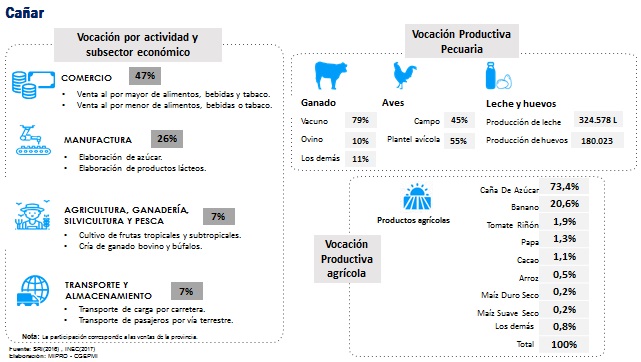 Cañar
Vocación por actividad y
subsector económico
COMERCIO 47%
• Venta al por mayor de alimentos, bebidas y tabaco.
• Venta al por menor de alimentos, bebidas o tabaco.
MANUFACTURA 26%
• Elaboración de azúcar.
• Elaboración de productos lácteos.
AGRICULTURA, GANADERÍA,
SILVICULTURA Y PESCA 7%
• Cultivo de frutas tropicales y subtropicales.
• Cría de ganado bovino y búfalos.
TRANSPORTE Y
ALMACENAMIENTO 7%
• Transporte de carga por carretera.
• Transporte de pasajeros por vía terrestre.
Nota: La participación corresponde a las ventas de la provincia.
Fuente: SRI(2016) , INEC(2017)
Elaboración: MIPRO - CGEPMI
Vocación Productiva
Pecuaria
Ganado
Vacuno 79%
Ovino 10%
Los demás 11%
Aves
Campo 45%
Plantel avícola 55%
Leche y huevos
Producción de leche 324.578 L
Producción de huevos 180.023
Vocación
Productiva
agrícola
Productos agrícolas
Caña De Azúcar 73,4%
Banano 20,6%
Tomate Riñón 1,9%
Papa 1,3%
Cacao 1,1%
Arroz 0,5%
Maíz Duro Seco 0,2%
Maíz Suave Seco 0,2%
Los demás 0,8%
Total 100%